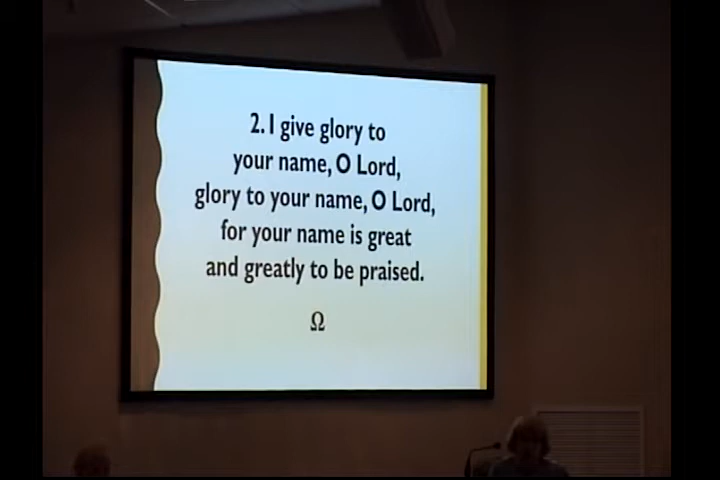 2. I give glory to
your name, O Lord,
glory to your name, O Lord,
for your name is great
and greatly to be praised.
Ω